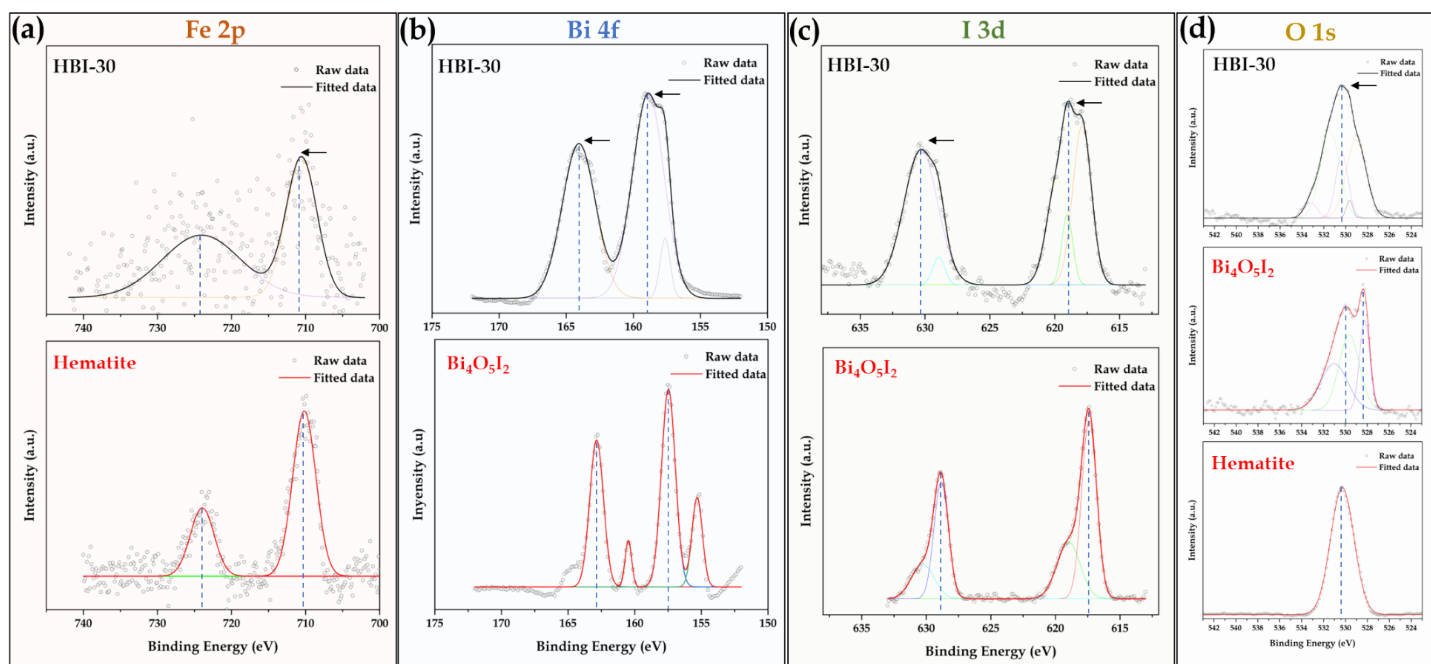 (a)
Fe 2p
HBI-30
Raw data
Fitted data
Intensity (a.u.)
740
730
720
710
700
Hematite
Raw data
Fitted data
Intensity (a.u.)
740
730
720
710
700
Binding Energy (eV)
(b)
Bi 4f
HBI-30
Raw data
Fitted data
Intensity (a.u.)
175
170
165
160
155
150
Bi₄O₅I₂
Raw data
Fitted data
Inyensity (a.u)
175
170
165
160
155
150
Binding Energy (eV)
(c)
I 3d
HBI-30
Raw data
Fitted data
Intensity (a.u.)
635
630
625
620
615
Bi₄O₅I₂
Raw data
Fitted data
Intensity (a.u.)
635
630
625
620
615
Binding Energy (eV)
(d)
O 1s
HBI-30
Raw data
Fitted data
Intensity (a.u.)
542 540 538 536 534 532 530 528 526 524
Bi₄O₅I₂
Raw data
Fitted data
Intensity (a.u.)
542 540 538 536 534 532 530 528 526 524
Hematite
Raw data
Fitted data
Intensity (a.u.)
542 540 538 536 534 532 530 528 526 524
Binding Energy (eV)